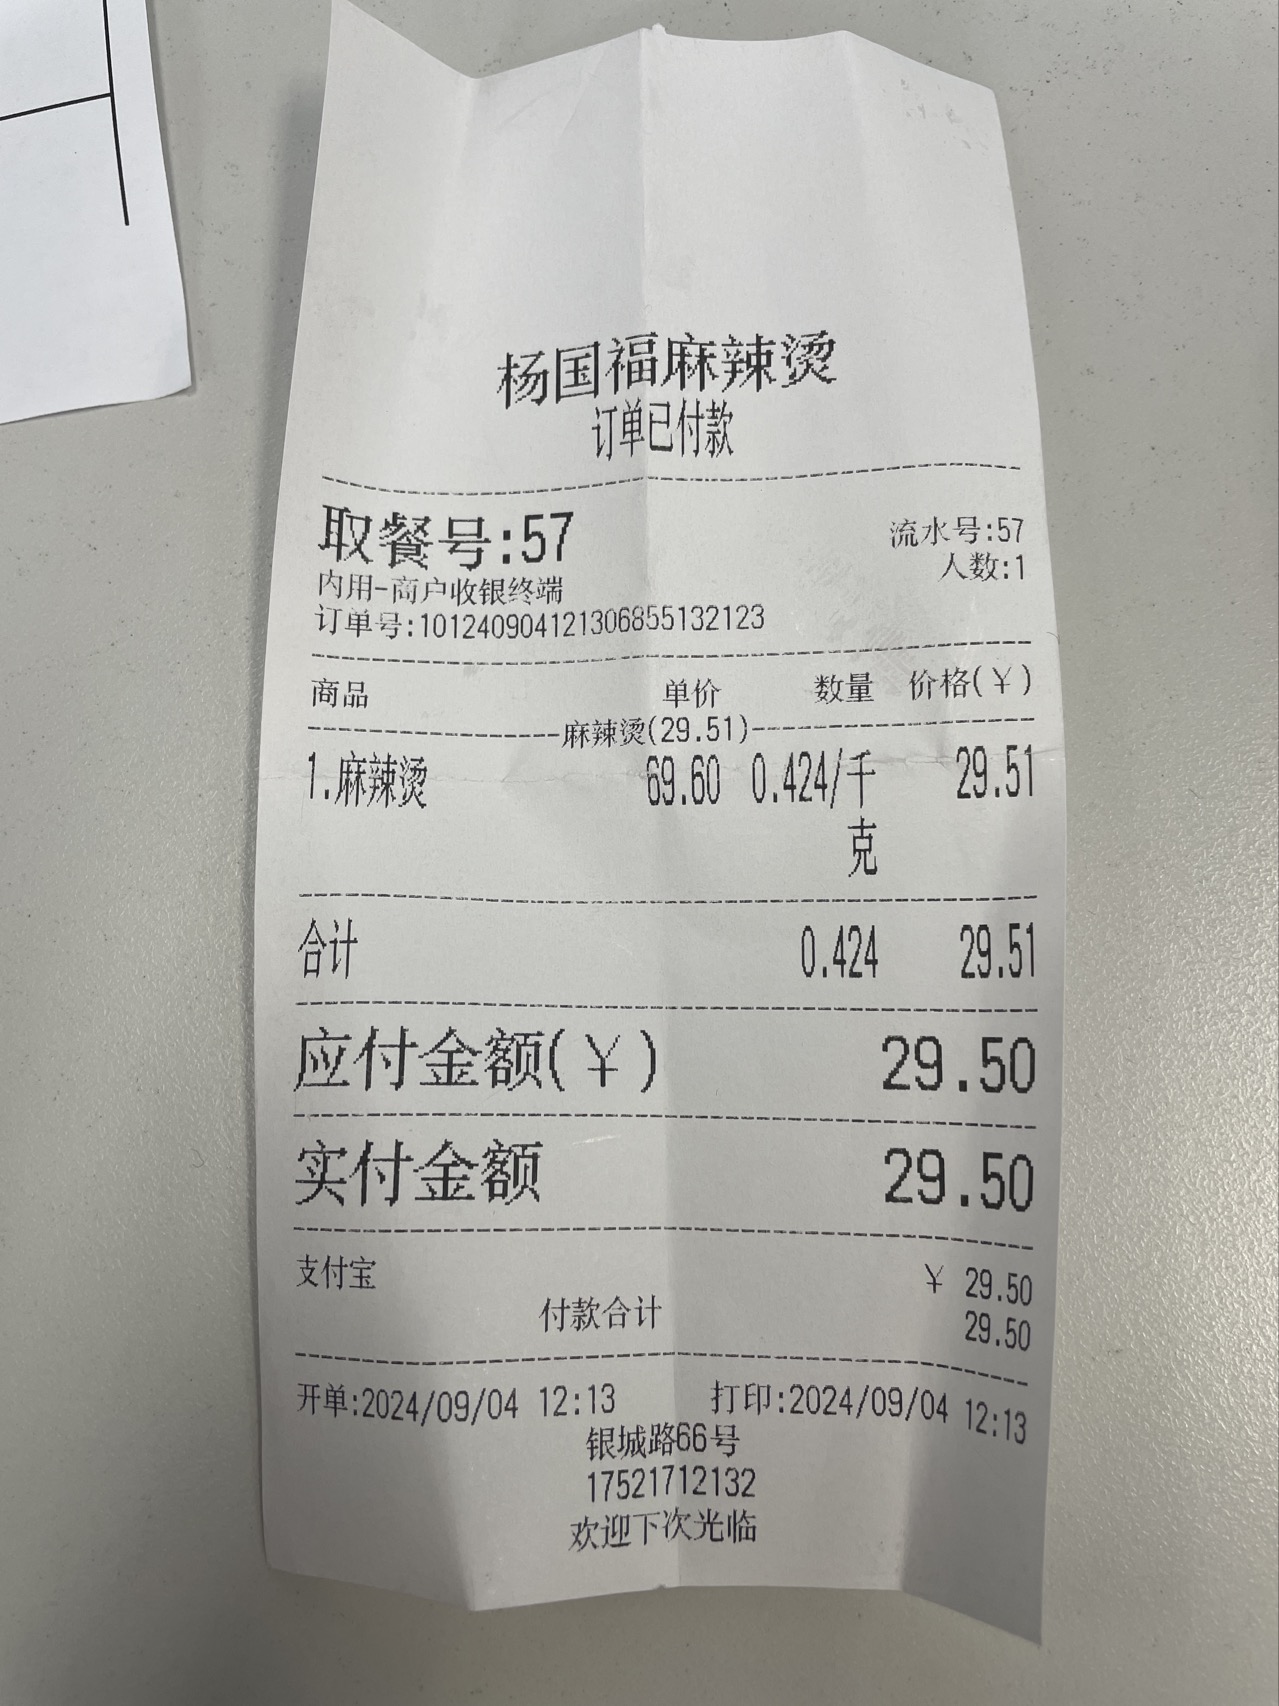 杨国福麻辣烫
订单已付款
取餐号:57
流水号:57
人数:1
内用-商户收银终端
订单号:101240904121306855132123
商品 单价 数量 价格(￥)
麻辣烫(29.51)
1.麻辣烫 69.60 0.424/千克 29.51
合计 0.424 29.51
应付金额(￥) 29.50
实付金额 29.50
支付宝 ￥ 29.50
付款合计 29.50
开单:2024/09/04 12:13 打印:2024/09/04 12:13
银城路66号
17521712132
欢迎下次光临